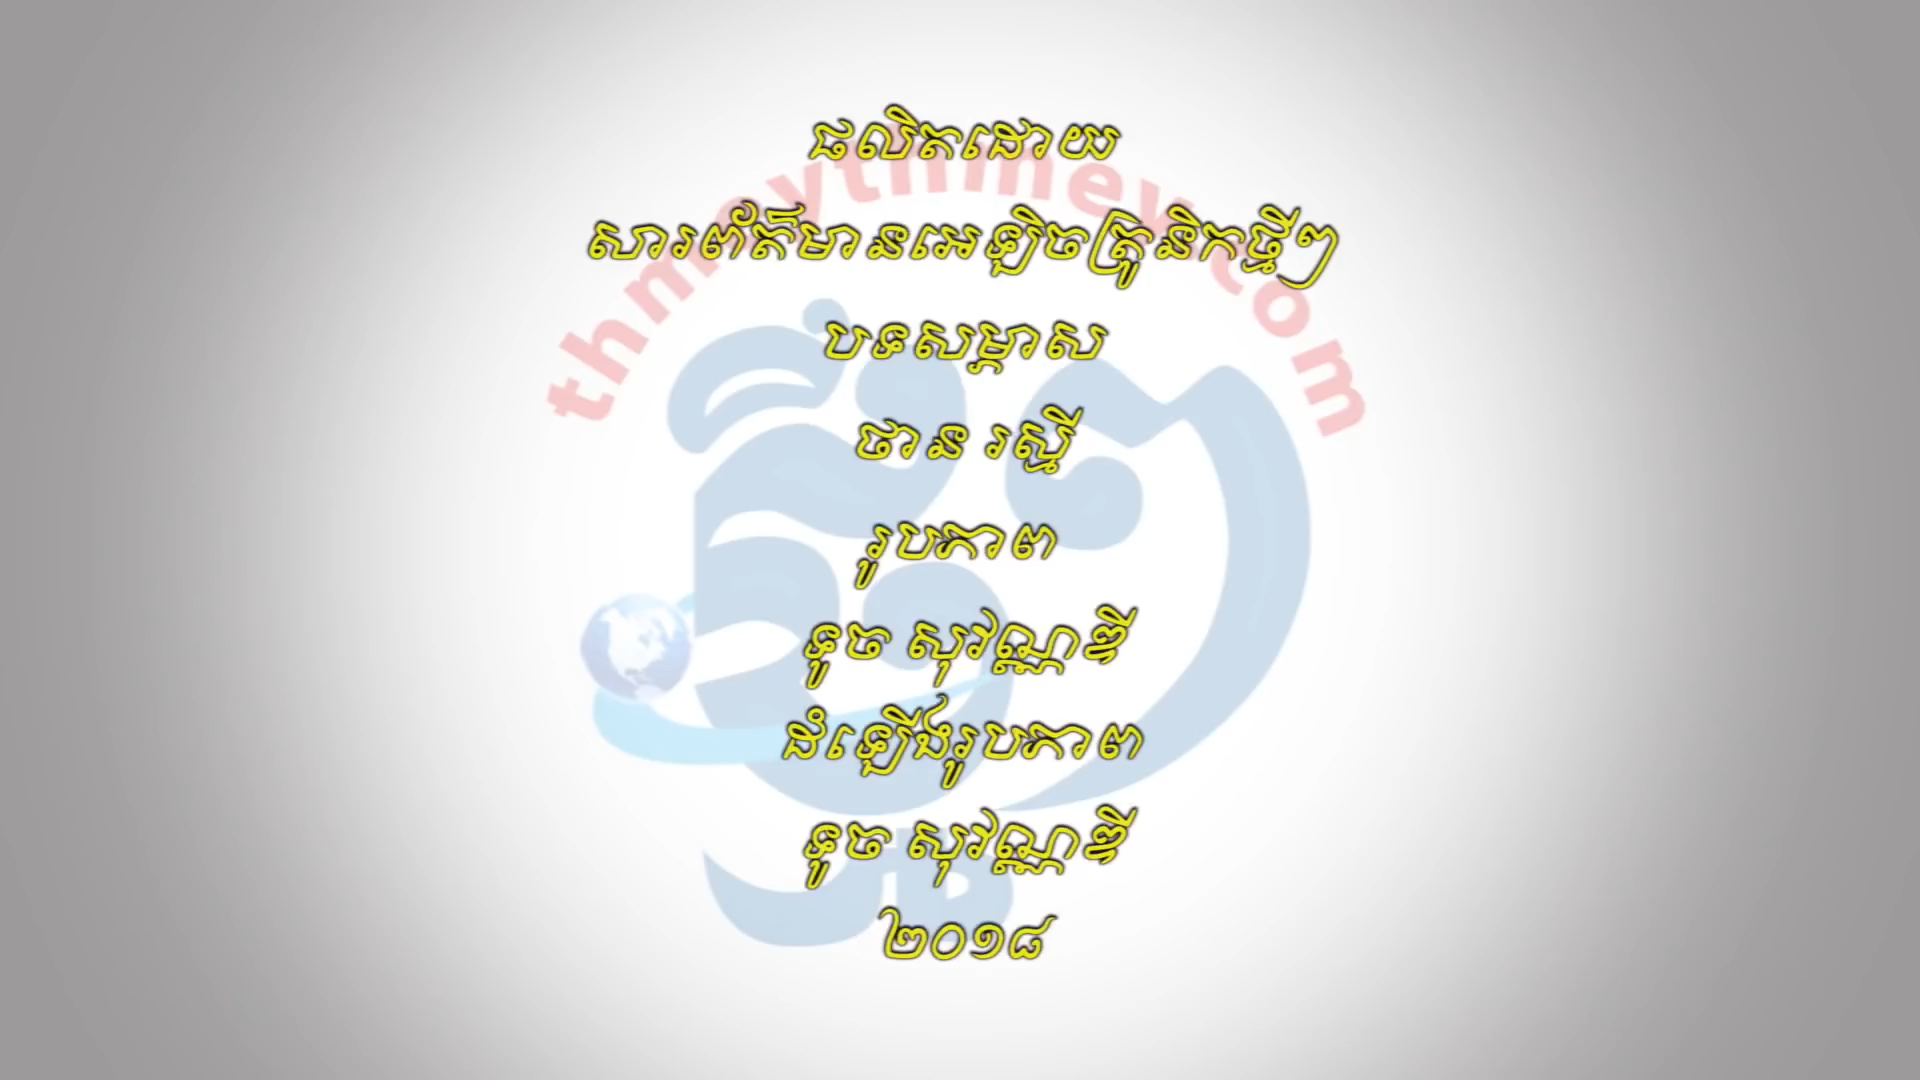 ផលិតដោយ
thmeythmey.com
សារព័ត៌មានអេឡិចត្រូនិកថ្មីៗ
បទសម្ភាស
ថាន រស្មី
រូបភាព
ទូច សុវណ្ណឌី
ដំឡើងរូបភាព
ទូច សុវណ្ណឌី
២០១៨